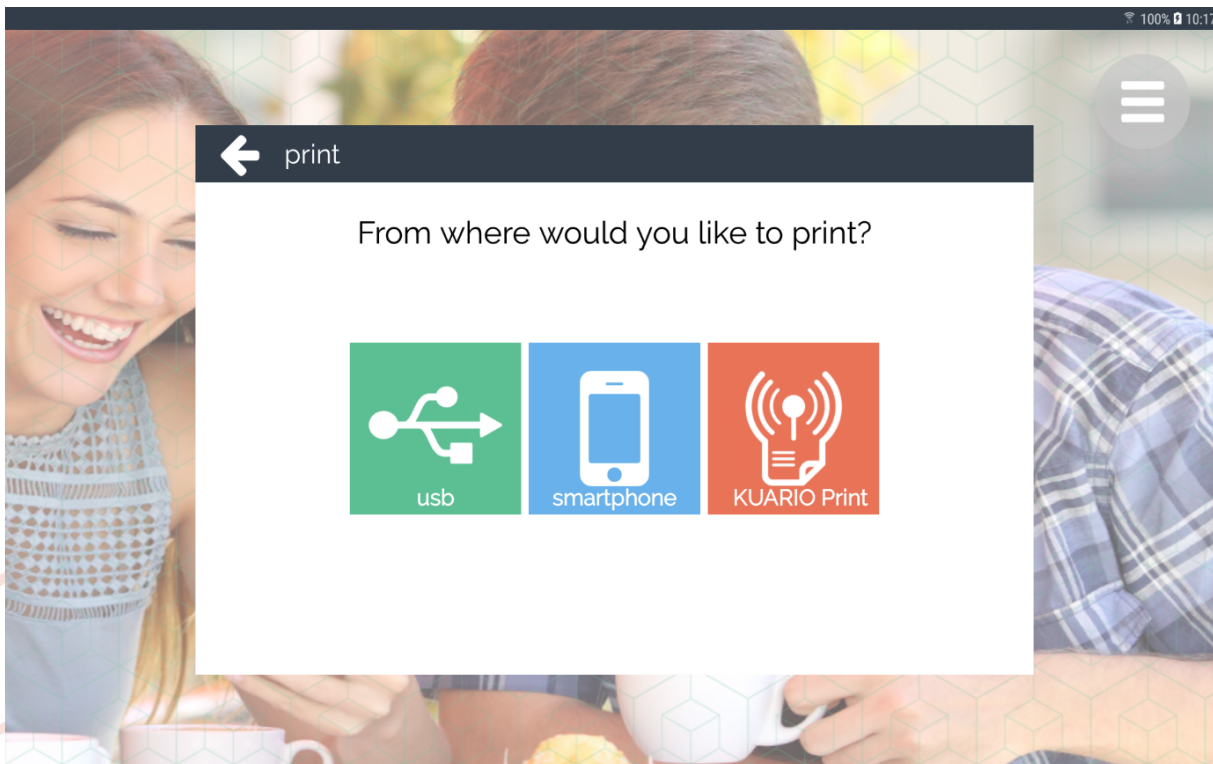 100% 10:17
print
From where would you like to print?
usb
smartphone
KUARIO Print